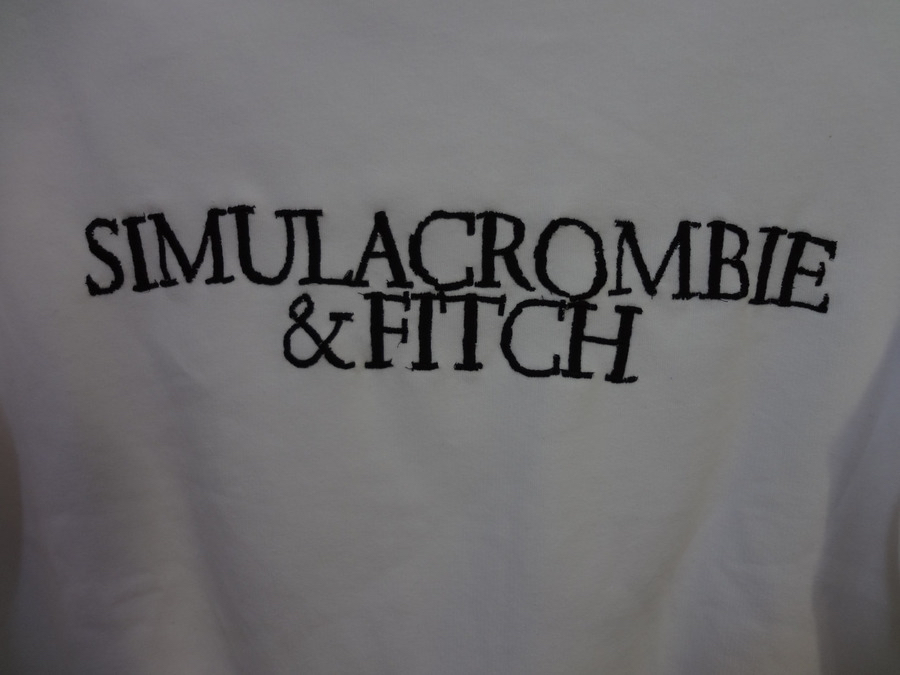 SIMULACROMBIE
& FITCH